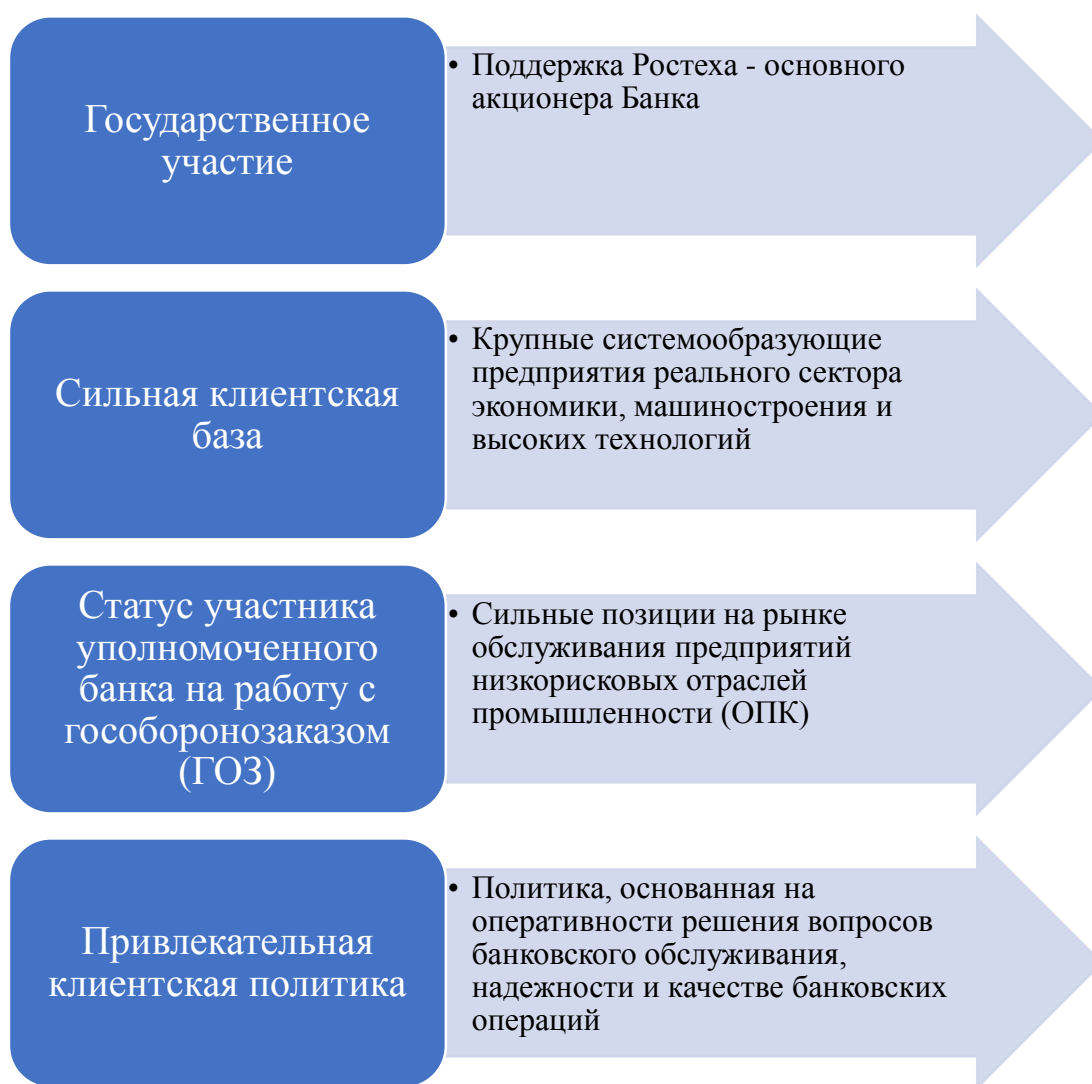 Государственное
участие
• Поддержка Ростеха - основного
акционера Банка
Сильная клиентская
база
• Крупные системообразующие
предприятия реального сектора
экономики, машиностроения и
высоких технологий
Статус участника
уполномоченного
банка на работу с
гособоронозаказом
(ГОЗ)
• Сильные позиции на рынке
обслуживания предприятий
низкорисковых отраслей
промышленности (ОПК)
Привлекательная
клиентская политика
• Политика, основанная на
оперативности решения вопросов
банковского обслуживания,
надежности и качестве банковских
операций